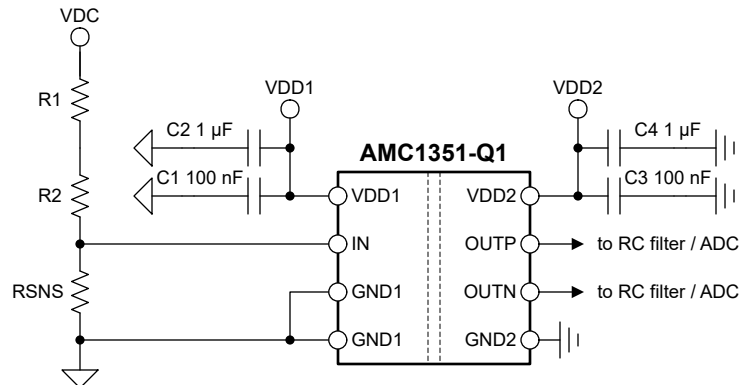 VDC
R1
VDD1
VDD2
C2 1 µF
C4 1 µF
AMC1351-Q1
R2
C1 100 nF
C3 100 nF
VDD1
VDD2
IN
OUTP
to RC filter / ADC
RSNS
GND1
OUTN
to RC filter / ADC
GND1
GND2